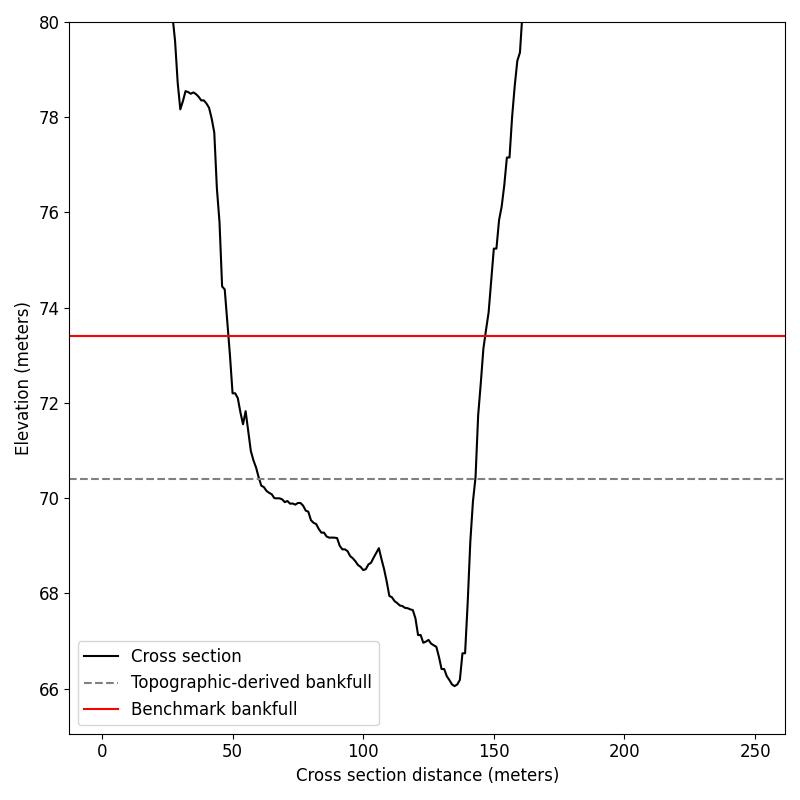 80
78
76
74
72
70
68
66
Elevation (meters)
Cross section
Topographic-derived bankfull
Benchmark bankfull
0 50 100 150 200 250
Cross section distance (meters)